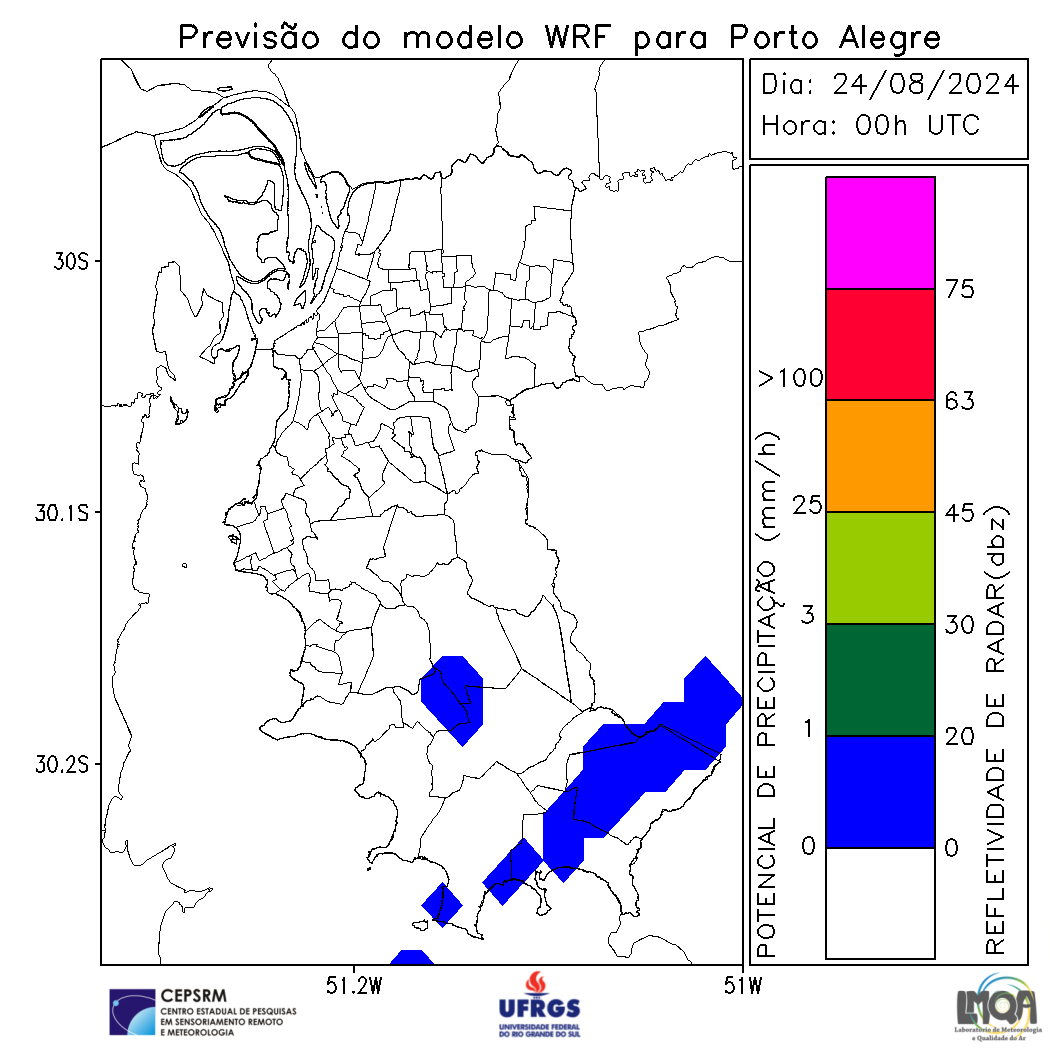 Previsão do modelo WRF para Porto Alegre
Dia: 24/08/2024
Hora: 00h UTC
30S
30.1S
30.2S
51.2W
51W
POTENCIAL DE PRECIPITAÇÃO (mm/h)
>100
25
3
1
0
75
63
45
30
20
0
REFLETIVIDADE DE RADAR(dbz)
CEPSRM
CENTRO ESTADUAL DE PESQUISAS
EM SENSORIAMENTO REMOTO
E METEOROLOGIA
UFRGS
UNIVERSIDADE FEDERAL
DO RIO GRANDE DO SUL
LMQA
Laboratório de Meteorologia
e Qualidade do Ar